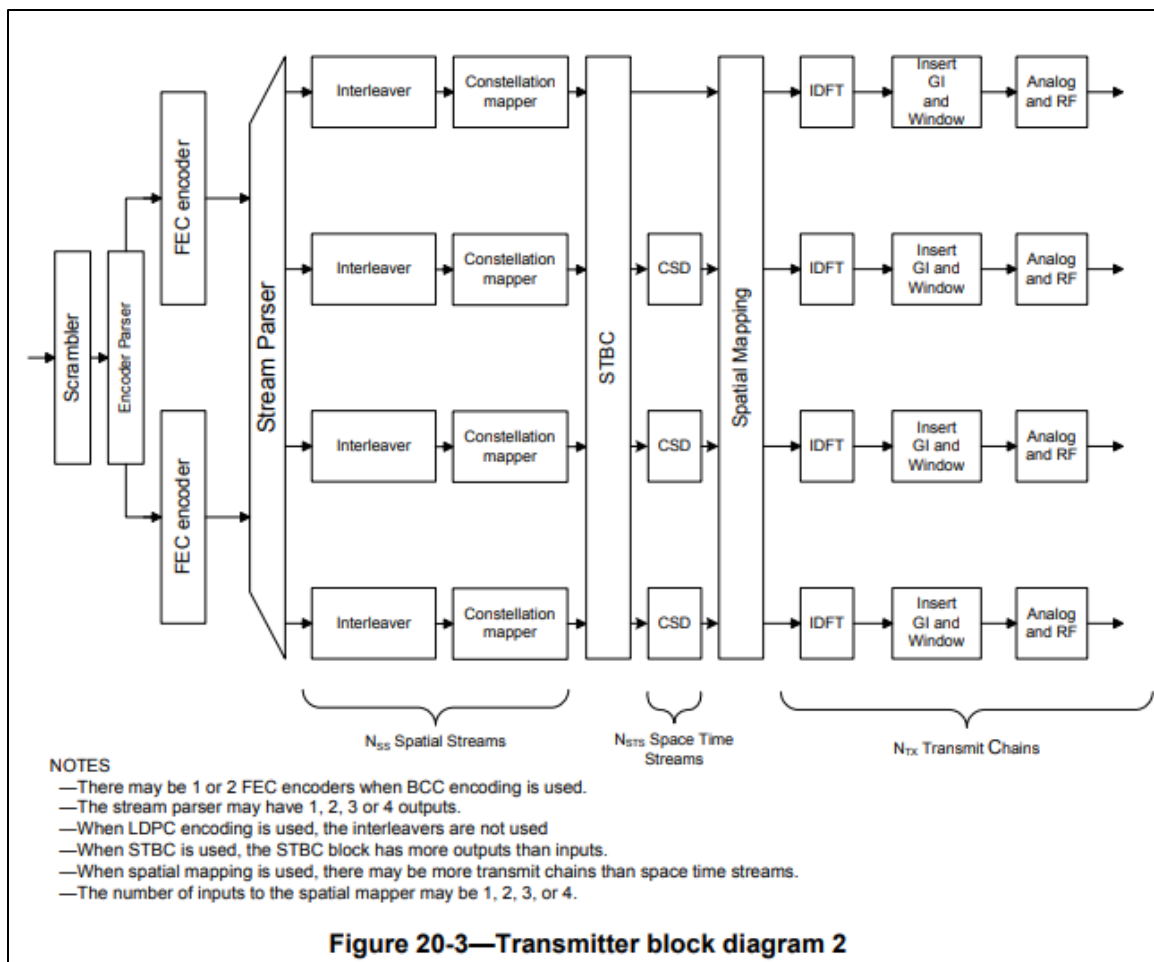 Scrambler
Encoder Parser
FEC encoder
FEC encoder
Stream Parser
Interleaver
Constellation
mapper
Interleaver
Constellation
mapper
Interleaver
Constellation
mapper
Interleaver
Constellation
mapper
STBC
CSD
CSD
CSD
Spatial Mapping
IDFT
Insert
GI
and
Window
Analog
and RF
IDFT
Insert
GI and
Window
Analog
and RF
IDFT
Insert
GI and
Window
Analog
and RF
IDFT
Insert
GI and
Window
Analog
and RF
NSS Spatial Streams
NSTS Space Time
Streams
NTX Transmit Chains
NOTES
—There may be 1 or 2 FEC encoders when BCC encoding is used.
—The stream parser may have 1, 2, 3 or 4 outputs.
—When LDPC encoding is used, the interleavers are not used
—When STBC is used, the STBC block has more outputs than inputs.
—When spatial mapping is used, there may be more transmit chains than space time streams.
—The number of inputs to the spatial mapper may be 1, 2, 3, or 4.
Figure 20-3—Transmitter block diagram 2